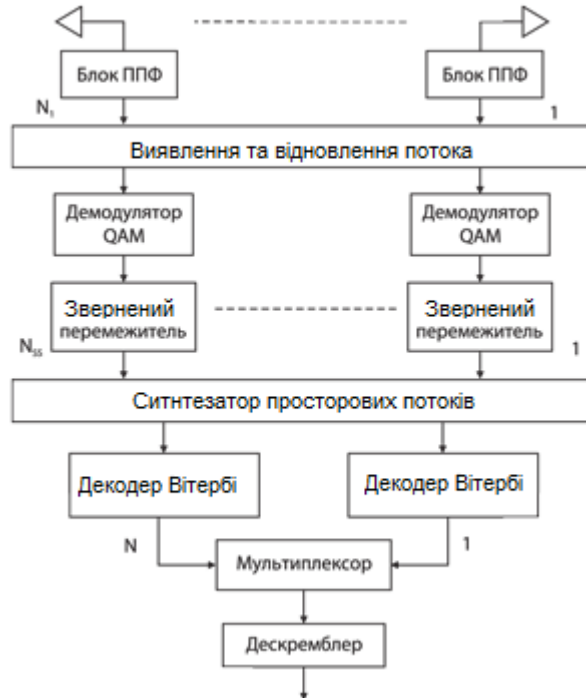 Блок ППФ
Блок ППФ
N₁
1
Виявлення та відновлення потока
Демодулятор
QAM
Демодулятор
QAM
Звернений
перемежитель
Звернений
перемежитель
Nss
1
Ситнтезатор просторових потоків
Декодер Вітербі
Декодер Вітербі
N
1
Мультиплексор
Дескремблер